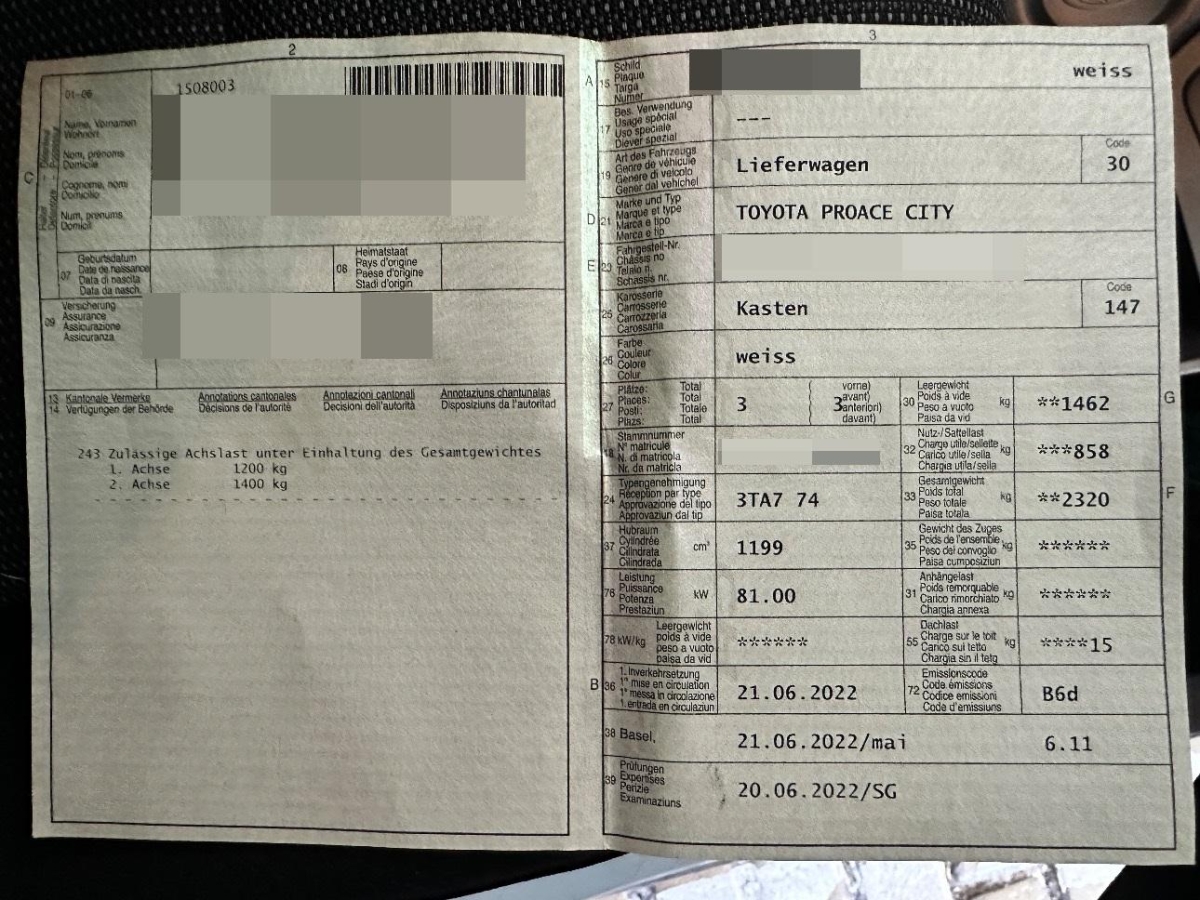 2
01-06
1508003
C
Halter - Détenteur
Detentore - Possessur
Name, Vornamen
Wohnort
Nom, prénoms
Domicile
Cognome, nomi
Domicilio
Num, prenums
Domicil
07
Geburtsdatum
Date de naissance
Data di nascita
Data da nasch.
08
Heimatstaat
Pays d'origine
Paese d'origine
Stadi d'origin
09
Versicherung
Assurance
Assicurazione
Assicuranza
13 Kantonale Vermerke Annotations cantonales Annotazioni cantonali Annotaziuns chantunalas
14 Verfügungen der Behörde Décisions de l'autorité Decisioni dell'autorità Disposiziuns da l'autoritad
243 Zulässige Achslast unter Einhaltung des Gesamtgewichtes
1. Achse 1200 kg
2. Achse 1400 kg
3
A 15
Schild
Plaque
Targa
Numer
weiss
17
Bes. Verwendung
Usage spécial
Uso speciale
Diever spezial
---
19
Art des Fahrzeugs
Genre de véhicule
Genere di veicolo
Gener dal vehichel
Lieferwagen
Code
30
D 21
Marke und Typ
Marque et type
Marca e tipo
Marca e tip
TOYOTA PROACE CITY
E 23
Fahrgestell-Nr.
Châssis no
Telaio n.
Schassis nr.
25
Karosserie
Carrosserie
Carrozzeria
Carossaria
Kasten
Code
147
26
Farbe
Couleur
Colore
Colur
weiss
27
Plätze: Total
Places: Total
Posti: Totale
Plazs: Total
3
( vorne)
3 avant)
( anteriori)
davant)
30
Leergewicht
Poids à vide
Peso a vuoto
Paisa da vid
kg
**1462
G
18
Stammnummer
N° matricule
N. di matricola
Nr. da matricla
32
Nutz-/Sattellast
Charge utile/sellette
Carico utile/sella
Chargia utila/sella
kg
***858
24
Typengenehmigung
Réception par type
Approvazione del tipo
Approvaziun dal tip
3TA7 74
33
Gesamtgewicht
Poids total
Peso totale
Paisa totala
kg
**2320
F
37
Hubraum
Cylindrée
Cilindrata
Cilindrada
cm³
1199
35
Gewicht des Zuges
Poids de l'ensemble
Peso del convoglio
Paisa cumposiziun
kg
******
76
Leistung
Puissance
Potenza
Prestaziun
kW
81.00
31
Anhängelast
Poids remorquable
Carico rimorchiato
Chargia annexa
kg
******
78 kW/kg
Leergewicht
poids à vide
peso a vuoto
paisa da vid
******
55
Dachlast
Charge sur le toit
Carico sul tetto
Chargia sin il tetg
kg
****15
B 36
1. Inverkehrsetzung
1re mise en circulation
1a messa in circolazione
1. entrada en circulaziun
21.06.2022
72
Emissionscode
Code émissions
Codice emissioni
Code d'emissiuns
B6d
38 Basel,
21.06.2022/mai 6.11
39
Prüfungen
Expertises
Perizie
Examinaziuns
20.06.2022/SG